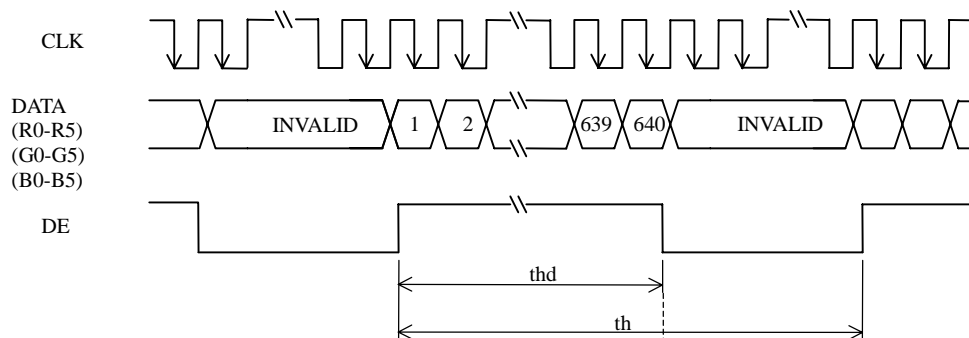 CLK
DATA
(R0-R5)
(G0-G5)
(B0-B5)
INVALID 1 2 639 640 INVALID
DE
thd
th